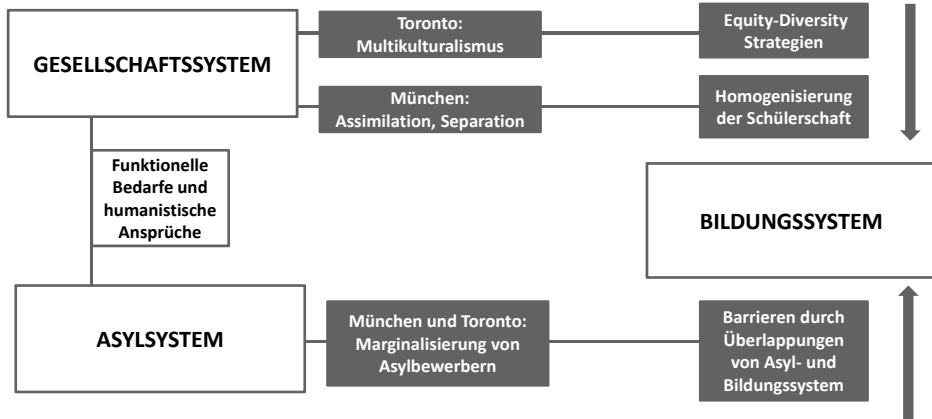 Toronto:
Multikulturalismus
Equity-Diversity
Strategien
GESELLSCHAFTSSYSTEM
München:
Assimilation, Separation
Homogenisierung
der Schülerschaft
Funktionelle
Bedarfe und
humanistische
Ansprüche
BILDUNGSSYSTEM
ASYLSYSTEM
München und Toronto:
Marginalisierung von
Asylbewerbern
Barrieren durch
Überlappungen
von Asyl- und
Bildungssystem